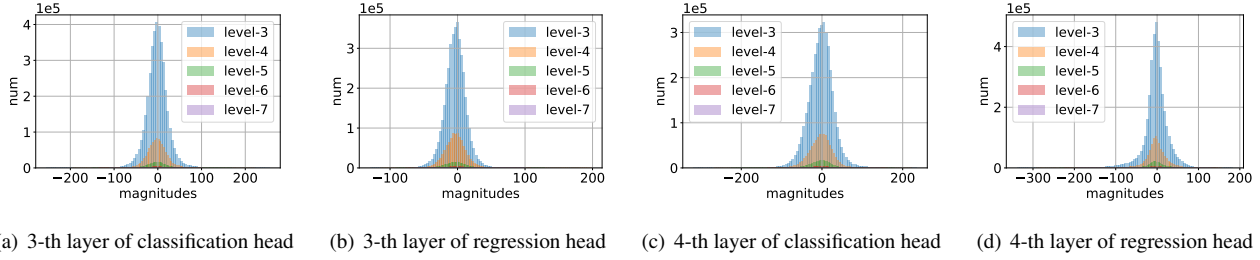 1e5
4
3
2
1
0
num
−200 −100 0 100 200
magnitudes
level-3
level-4
level-5
level-6
level-7
1e5
3
2
1
0
num
−100 0 100 200
magnitudes
level-3
level-4
level-5
level-6
level-7
1e5
3
2
1
0
num
−200 0 200
magnitudes
level-3
level-4
level-5
level-6
level-7
1e5
4
2
0
num
−300 −200 −100 0 100 200
magnitudes
level-3
level-4
level-5
level-6
level-7
a) 3-th layer of classification head
(b) 3-th layer of regression head
(c) 4-th layer of classification head
(d) 4-th layer of regression head